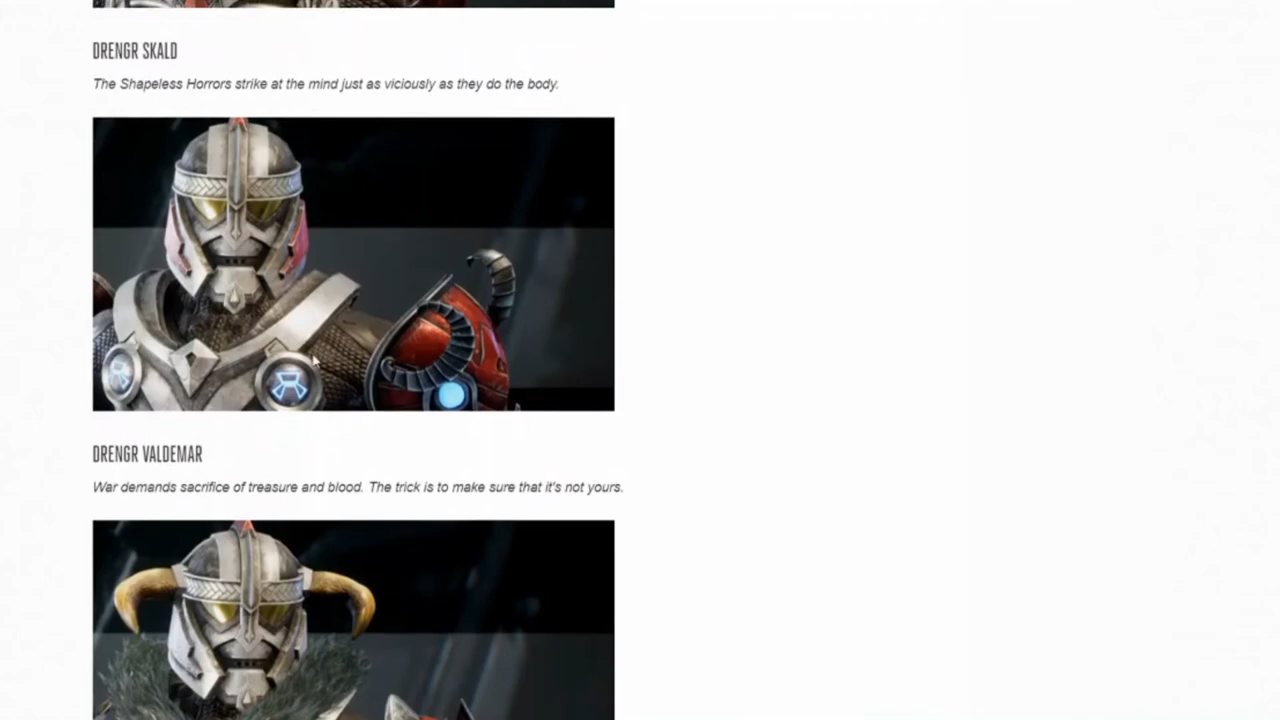 DRENGR SKALD
The Shapeless Horrors strike at the mind just as viciously as they do the body.
DRENGR VALDEMAR
War demands sacrifice of treasure and blood. The trick is to make sure that it's not yours.